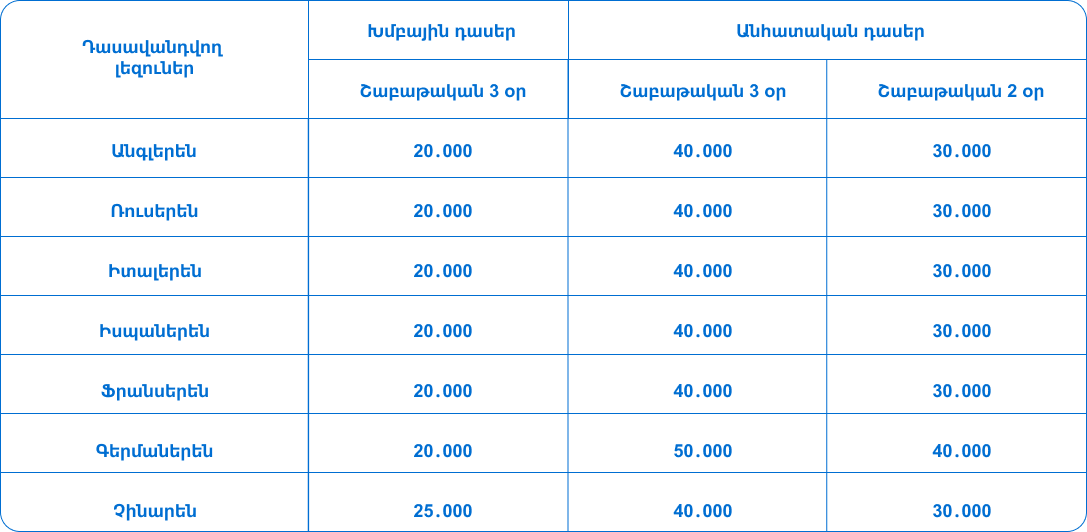 Դասավանդվող
լեզուներ
Խմբային դասեր
Անհատական դասեր
Շաբաթական 3 օր
Շաբաթական 3 օր
Շաբաթական 2 օր
Անգլերեն 20.000 40.000 30.000
Ռուսերեն 20.000 40.000 30.000
Իտալերեն 20.000 40.000 30.000
Իսպաներեն 20.000 40.000 30.000
Ֆրանսերեն 20.000 40.000 30.000
Գերմաներեն 20.000 50.000 40.000
Չինարեն 25.000 40.000 30.000